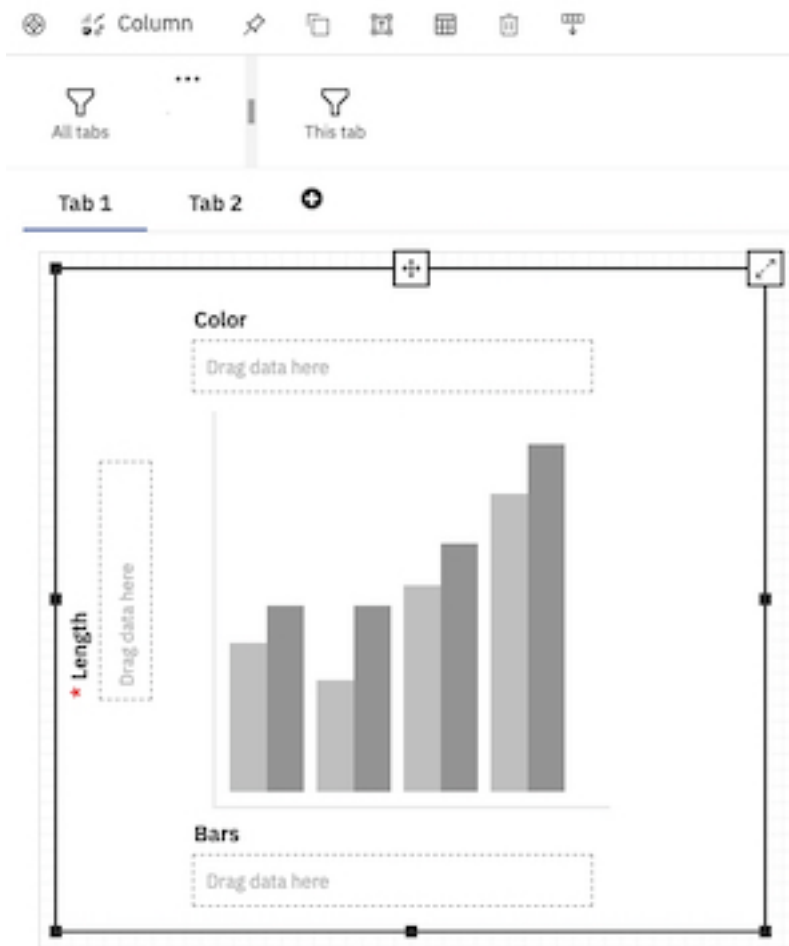 Column
All tabs
This tab
Tab 1
Tab 2
Color
Drag data here
* Length
Drag data here
Bars
Drag data here